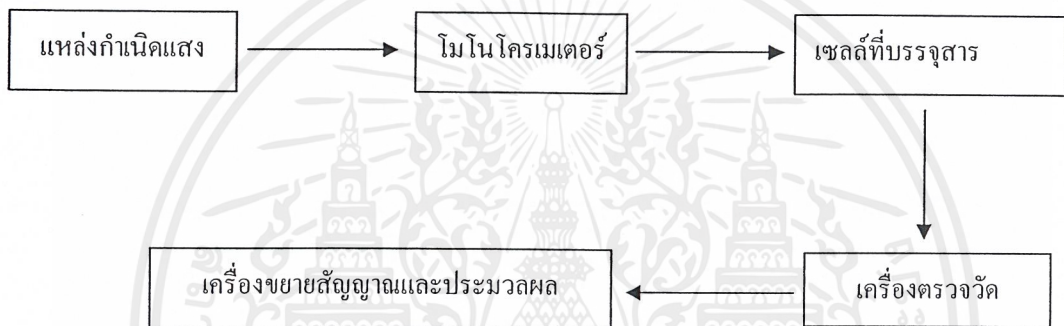 แหล่งกำเนิดแสง
โมโนโครเมเตอร์
เซลล์ที่บรรจุสาร
เครื่องตรวจวัด
เครื่องขยายสัญญาณและประมวลผล